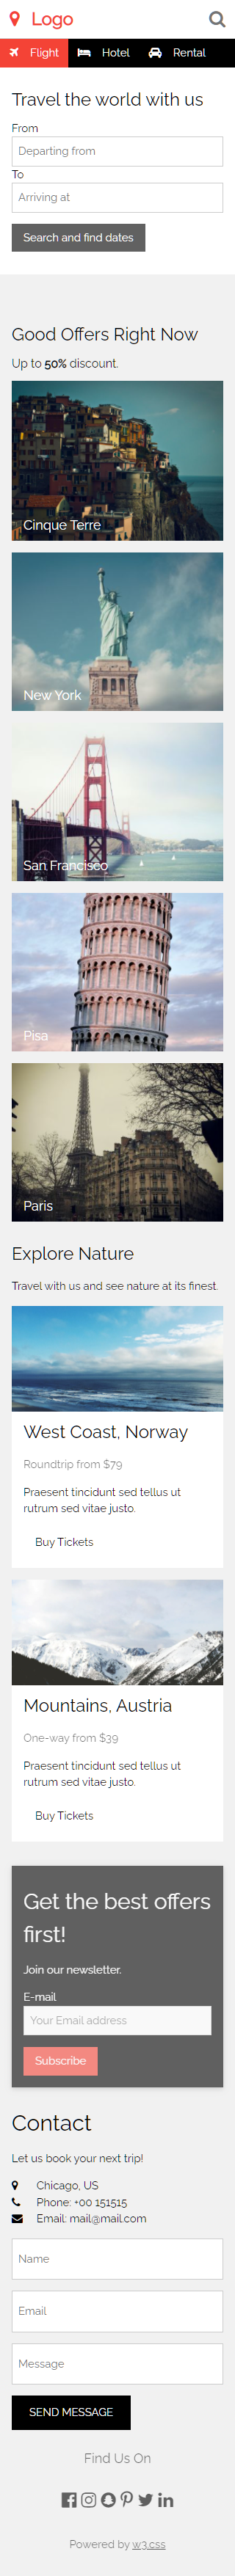 Logo
Flight Hotel Rental
Travel the world with us
From
Departing from
To
Arriving at
Search and find dates
Good Offers Right Now
Up to 50% discount.
Cinque Terre
New York
San Francisco
Pisa
Paris
Explore Nature
Travel with us and see nature at its finest.
West Coast, Norway
Roundtrip from $79
Praesent tincidunt sed tellus ut
rutrum sed vitae justo.
Buy Tickets
Mountains, Austria
One-way from $39
Praesent tincidunt sed tellus ut
rutrum sed vitae justo.
Buy Tickets
Get the best offers
first!
Join our newsletter.
E-mail
Your Email address
Subscribe
Contact
Let us book your next trip!
Chicago, US
Phone: +00 151515
Email: mail@mail.com
Name
Email
Message
SEND MESSAGE
Find Us On
Powered by w3.css